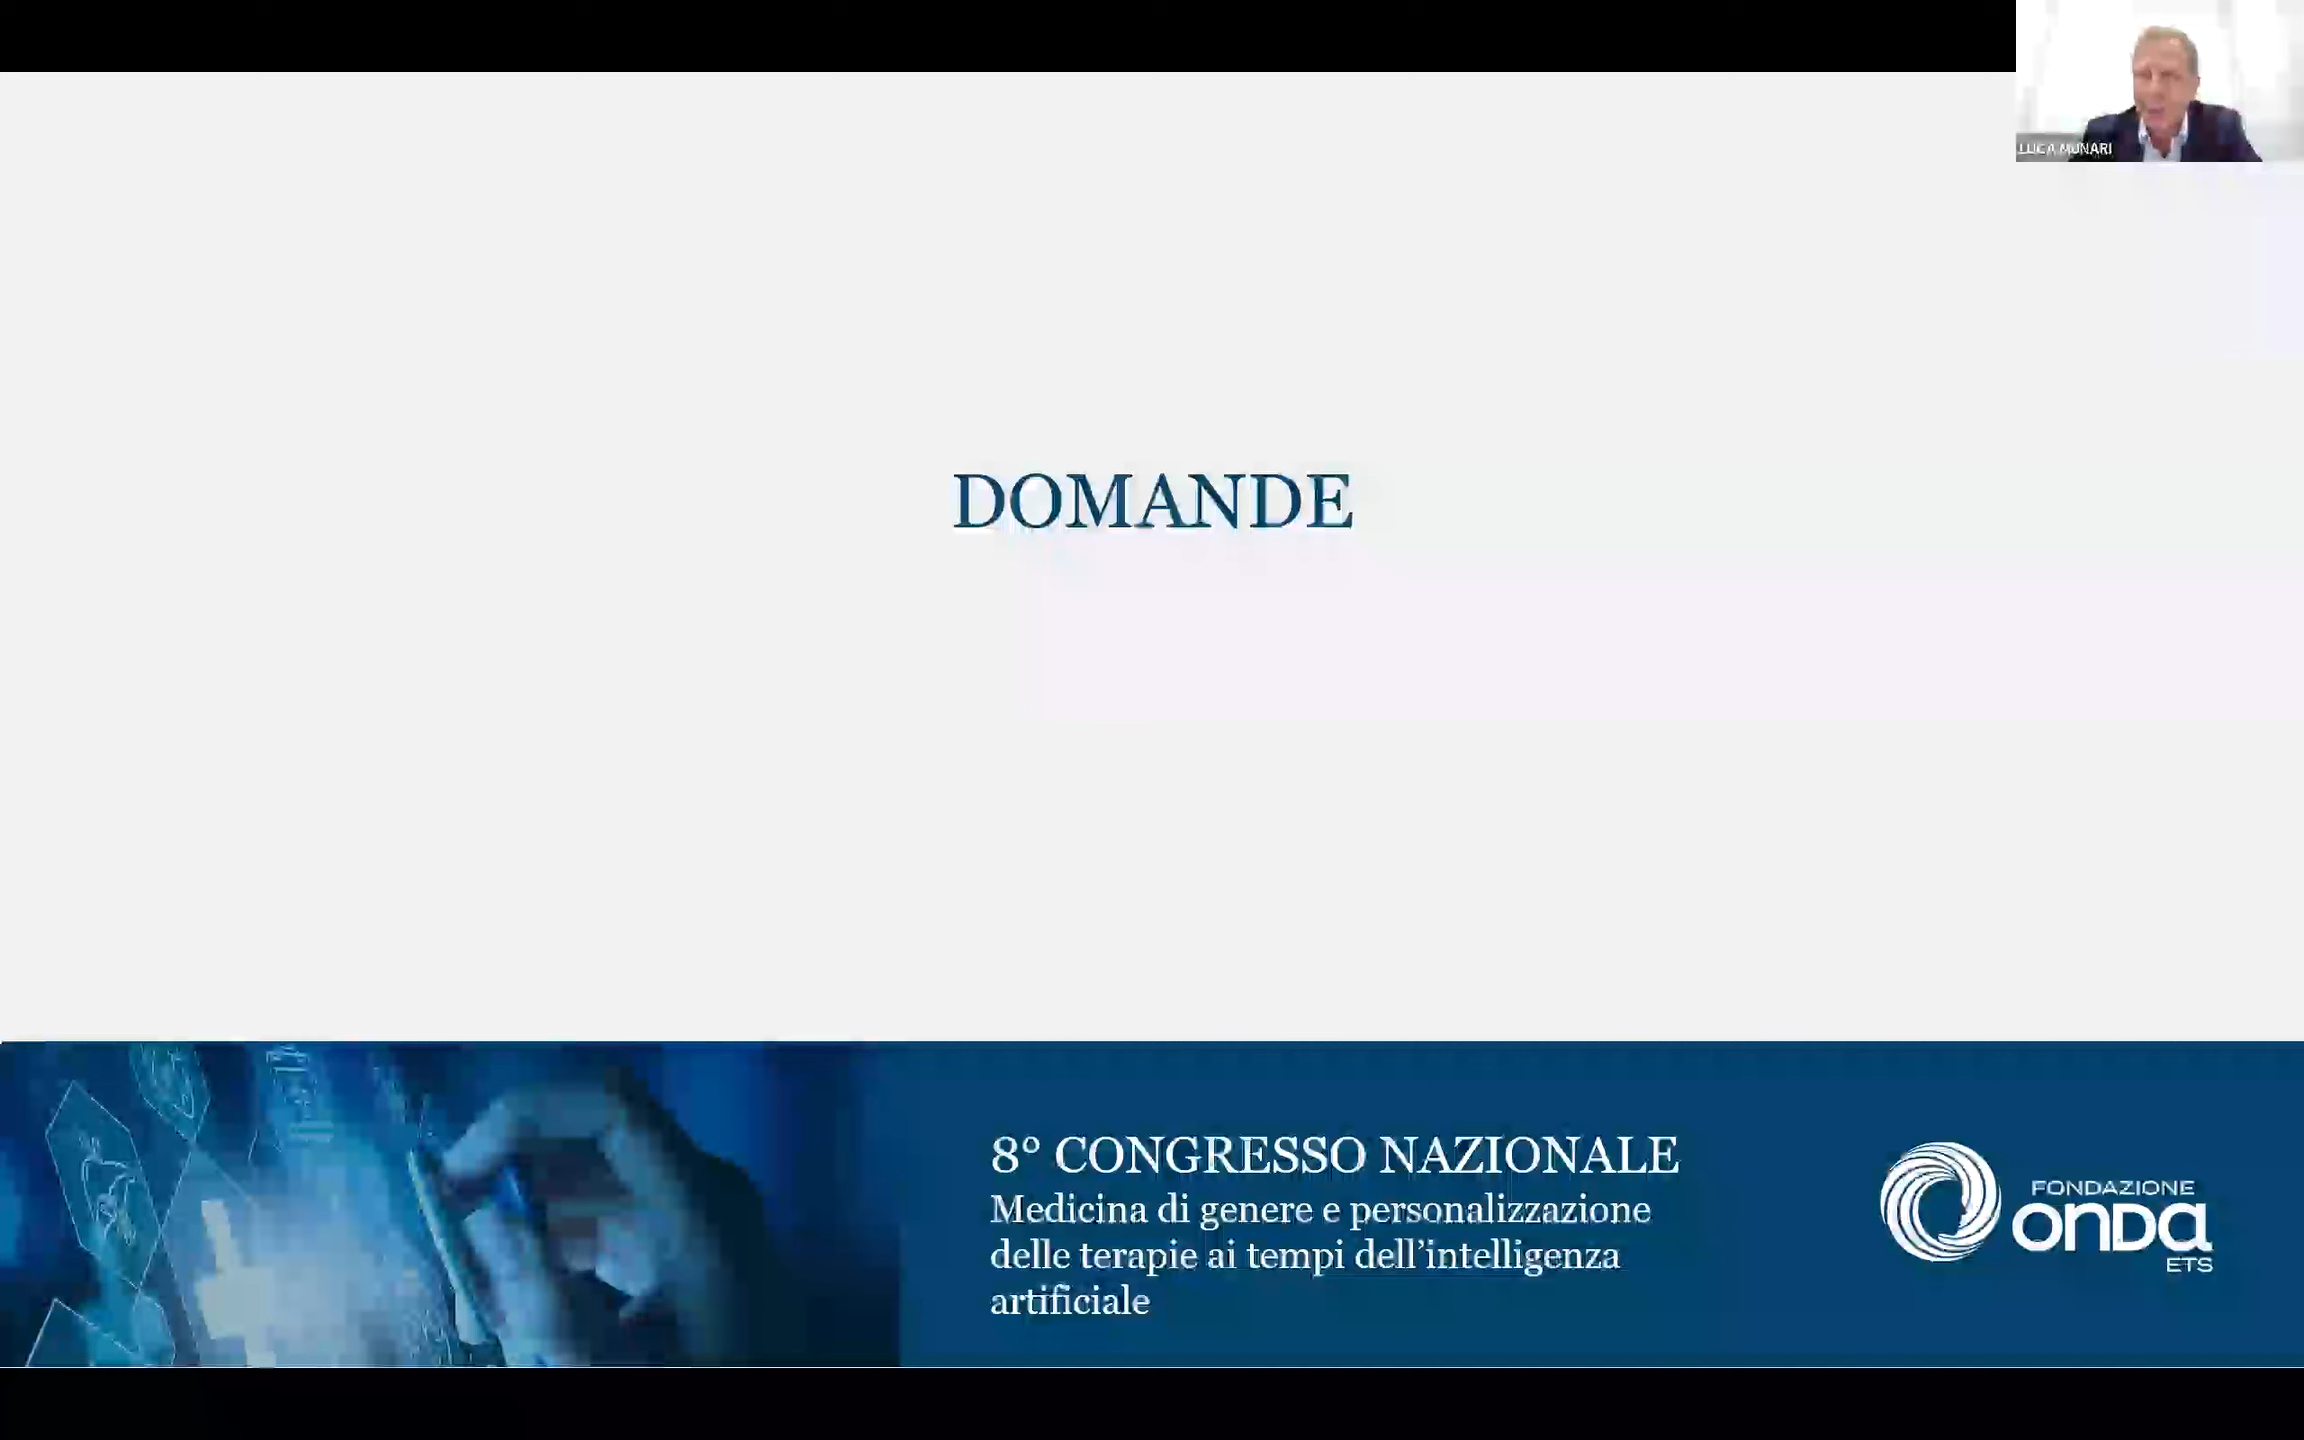 LUCA MUNARI
DOMANDE
8° CONGRESSO NAZIONALE
Medicina di genere e personalizzazione
delle terapie ai tempi dell’intelligenza
artificiale
FONDAZIONE
onda
ETS